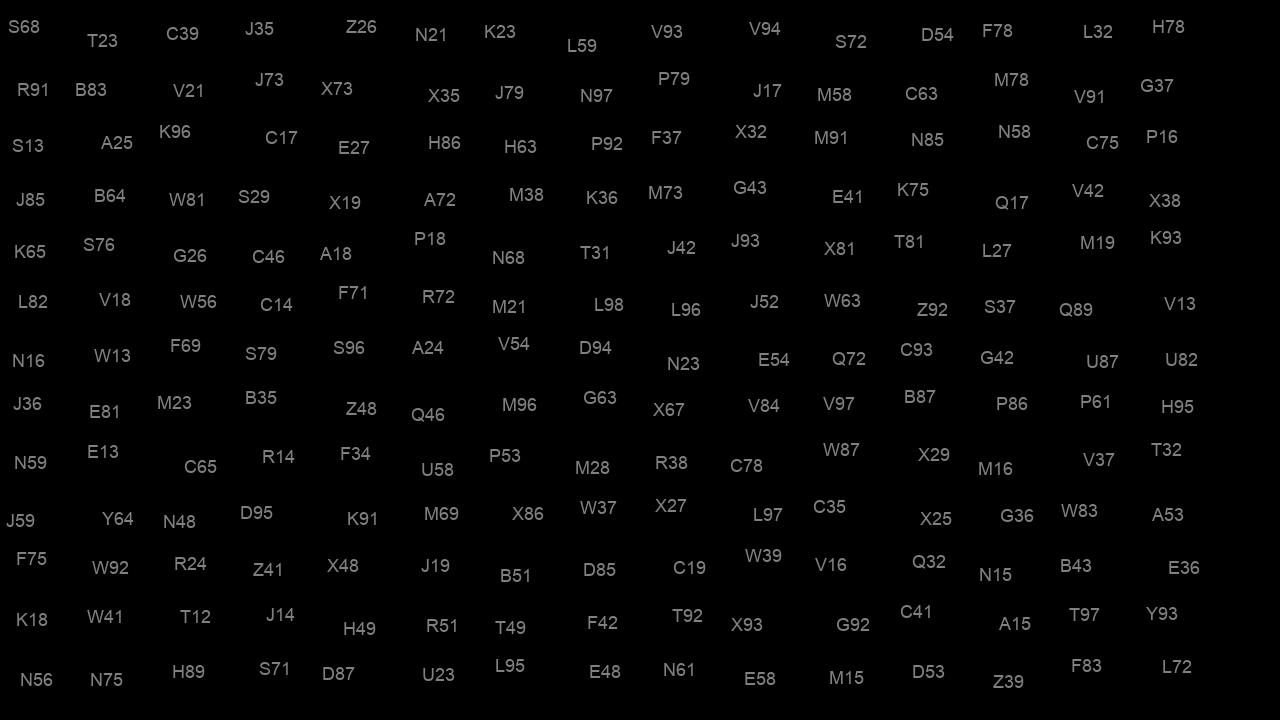 S68 T23 C39 J35 Z26 N21 K23 L59 V93 V94 S72 D54 F78 L32 H78
R91 B83 V21 J73 X73 X35 J79 N97 P79 J17 M58 C63 M78 V91 G37
S13 A25 K96 C17 E27 H86 H63 P92 F37 X32 M91 N85 N58 C75 P16
J85 B64 W81 S29 X19 A72 M38 K36 M73 G43 E41 K75 Q17 V42 X38
K65 S76 G26 C46 A18 P18 N68 T31 J42 J93 X81 T81 L27 M19 K93
L82 V18 W56 C14 F71 R72 M21 L98 L96 J52 W63 Z92 S37 Q89 V13
N16 W13 F69 S79 S96 A24 V54 D94 N23 E54 Q72 C93 G42 U87 U82
J36 E81 M23 B35 Z48 Q46 M96 G63 X67 V84 V97 B87 P86 P61 H95
N59 E13 C65 R14 F34 U58 P53 M28 R38 C78 W87 X29 M16 V37 T32
J59 Y64 N48 D95 K91 M69 X86 W37 X27 L97 C35 X25 G36 W83 A53
F75 W92 R24 Z41 X48 J19 B51 D85 C19 W39 V16 Q32 N15 B43 E36
K18 W41 T12 J14 H49 R51 T49 F42 T92 X93 G92 C41 A15 T97 Y93
N56 N75 H89 S71 D87 U23 L95 E48 N61 E58 M15 D53 Z39 F83 L72